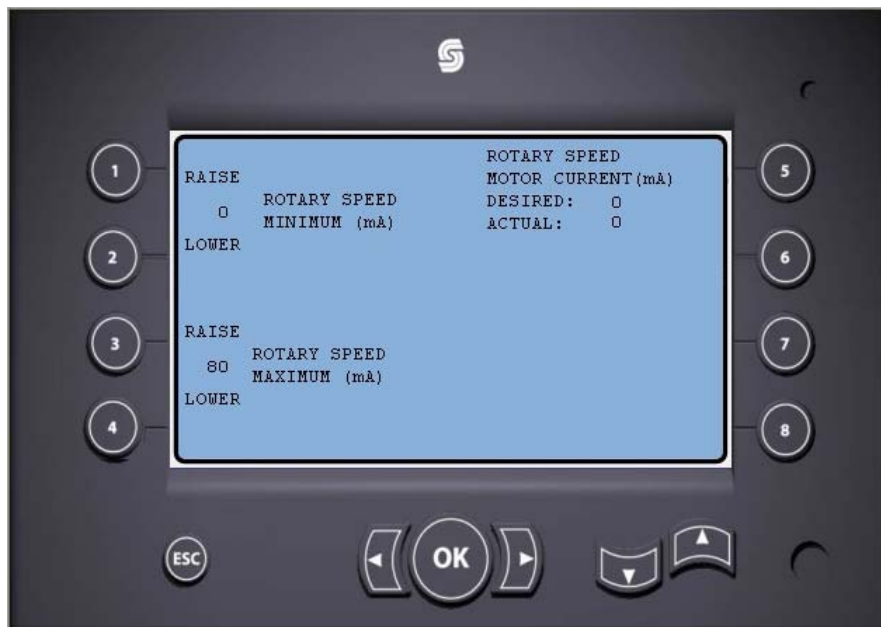 1
2
3
4
RAISE
0
ROTARY SPEED
MINIMUM (mA)
LOWER
RAISE
80
ROTARY SPEED
MAXIMUM (mA)
LOWER
ROTARY SPEED
MOTOR CURRENT(mA)
DESIRED: 0
ACTUAL: 0
5
6
7
8
ESC
OK